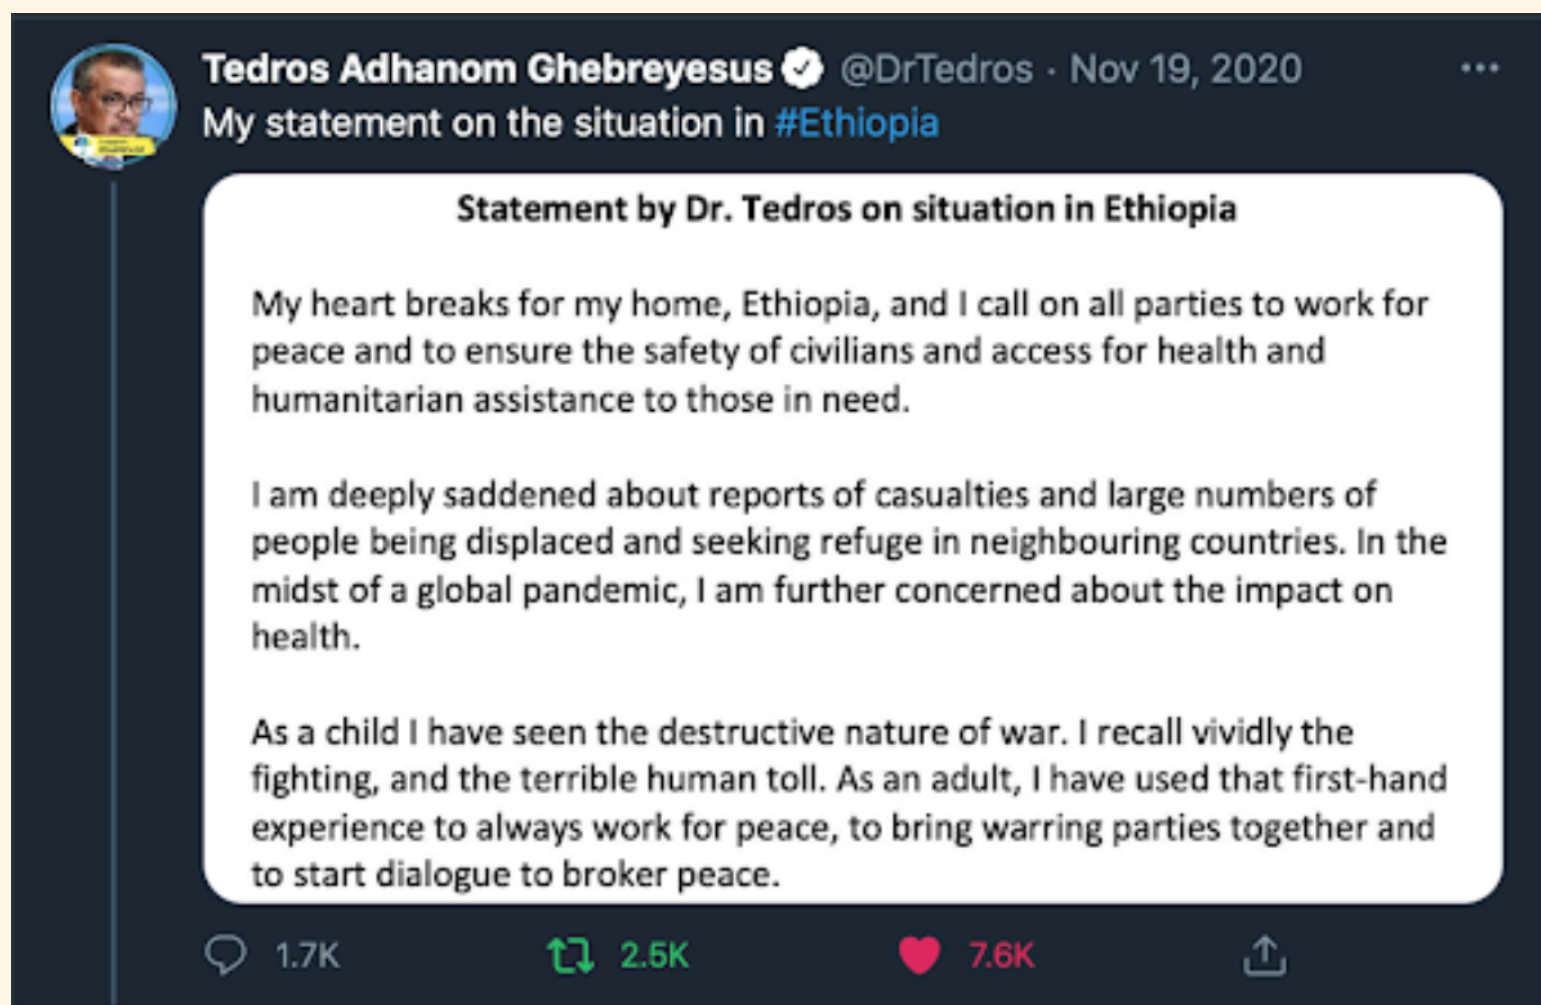 Tedros Adhanom Ghebreyesus @DrTedros · Nov 19, 2020
My statement on the situation in #Ethiopia
Statement by Dr. Tedros on situation in Ethiopia
My heart breaks for my home, Ethiopia, and I call on all parties to work for
peace and to ensure the safety of civilians and access for health and
humanitarian assistance to those in need.
I am deeply saddened about reports of casualties and large numbers of
people being displaced and seeking refuge in neighbouring countries. In the
midst of a global pandemic, I am further concerned about the impact on
health.
As a child I have seen the destructive nature of war. I recall vividly the
fighting, and the terrible human toll. As an adult, I have used that first-hand
experience to always work for peace, to bring warring parties together and
to start dialogue to broker peace.
1.7K 2.5K 7.6K